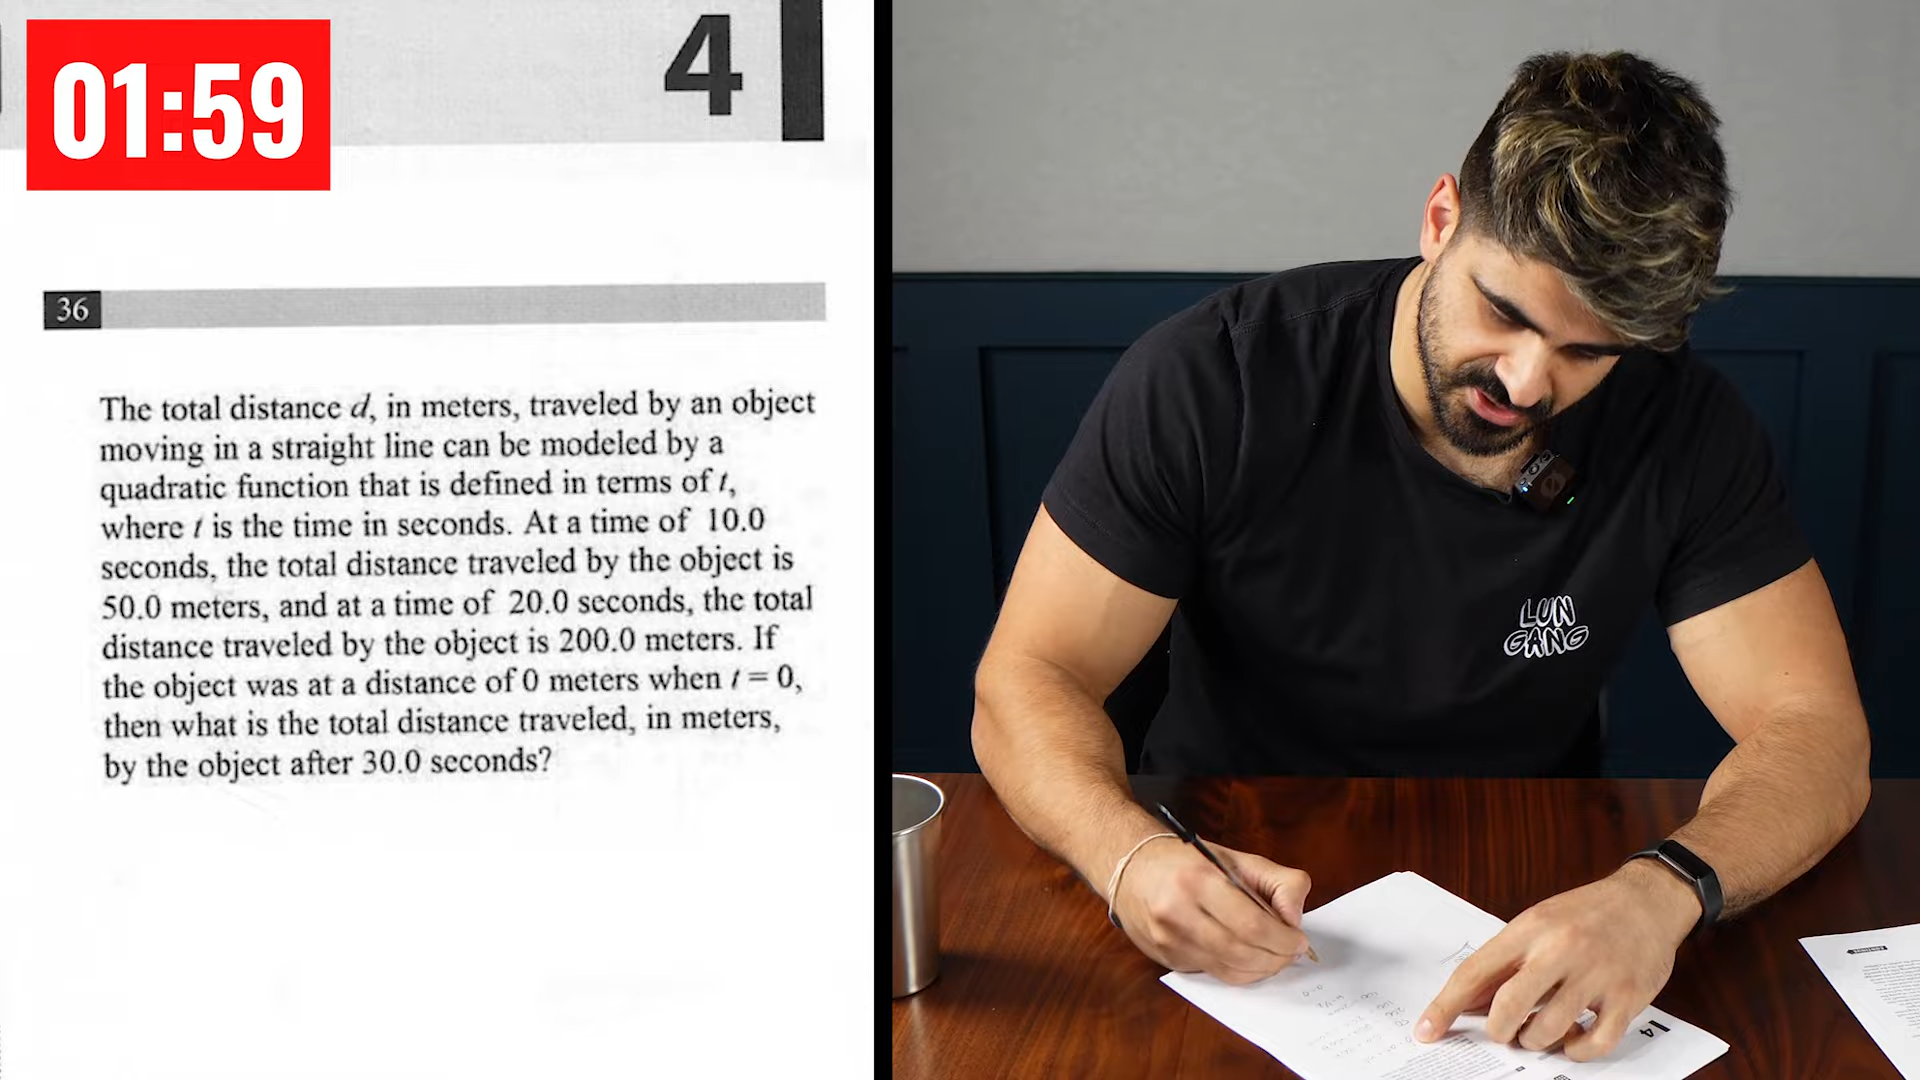 01:59
4
36
The total distance d, in meters, traveled by an object
moving in a straight line can be modeled by a
quadratic function that is defined in terms of t,
where t is the time in seconds. At a time of 10.0
seconds, the total distance traveled by the object is
50.0 meters, and at a time of 20.0 seconds, the total
distance traveled by the object is 200.0 meters. If
the object was at a distance of 0 meters when t = 0,
then what is the total distance traveled, in meters,
by the object after 30.0 seconds?
LUN
GANG
4